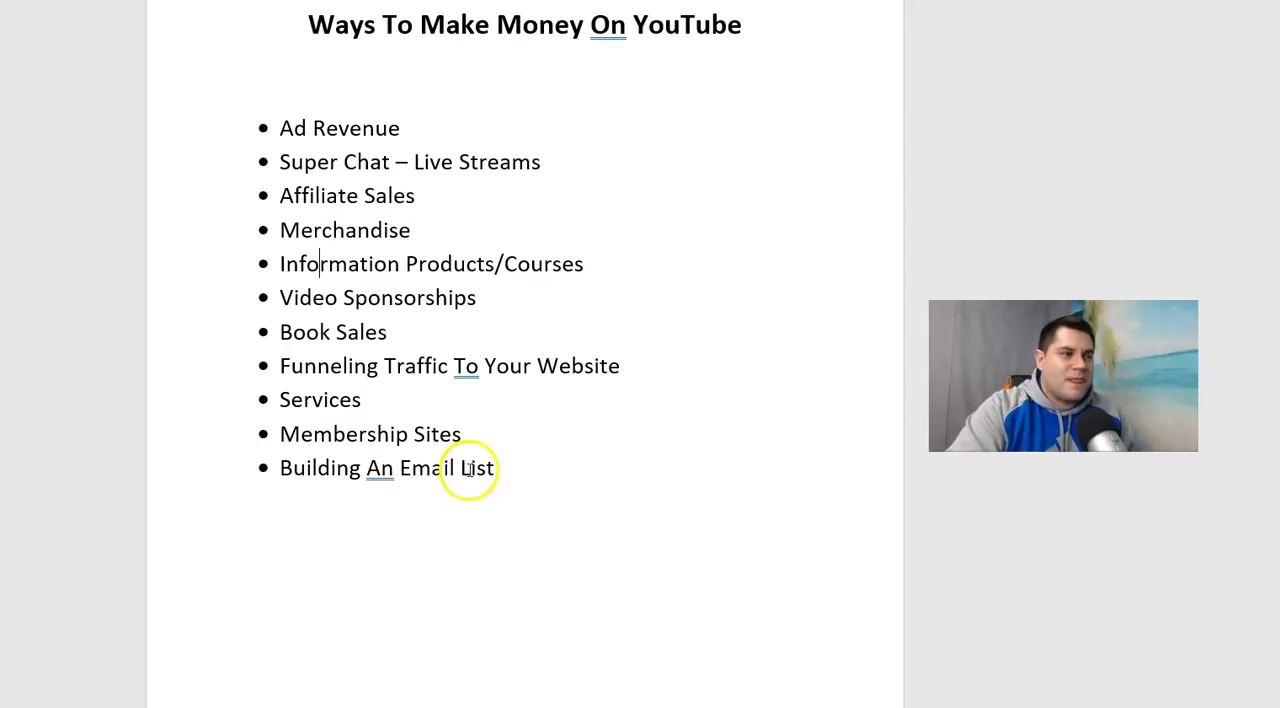 Ways To Make Money On YouTube
• Ad Revenue
• Super Chat – Live Streams
• Affiliate Sales
• Merchandise
• Information Products/Courses
• Video Sponsorships
• Book Sales
• Funneling Traffic To Your Website
• Services
• Membership Sites
• Building An Email List